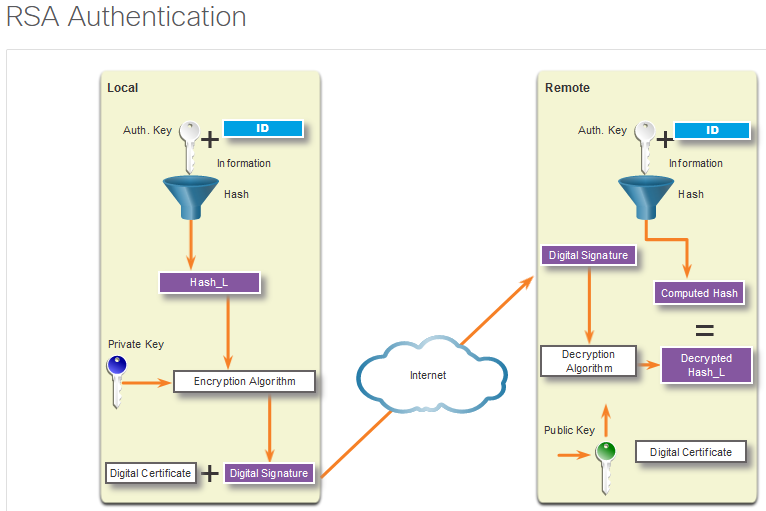 RSA Authentication
Local
Auth. Key
+
ID
Information
Hash
Hash_L
Private Key
Encryption Algorithm
Digital Certificate
+
Digital Signature
Internet
Remote
Auth. Key
+
ID
Information
Hash
Digital Signature
Computed Hash
=
Decryption
Algorithm
Decrypted
Hash_L
Public Key
Digital Certificate